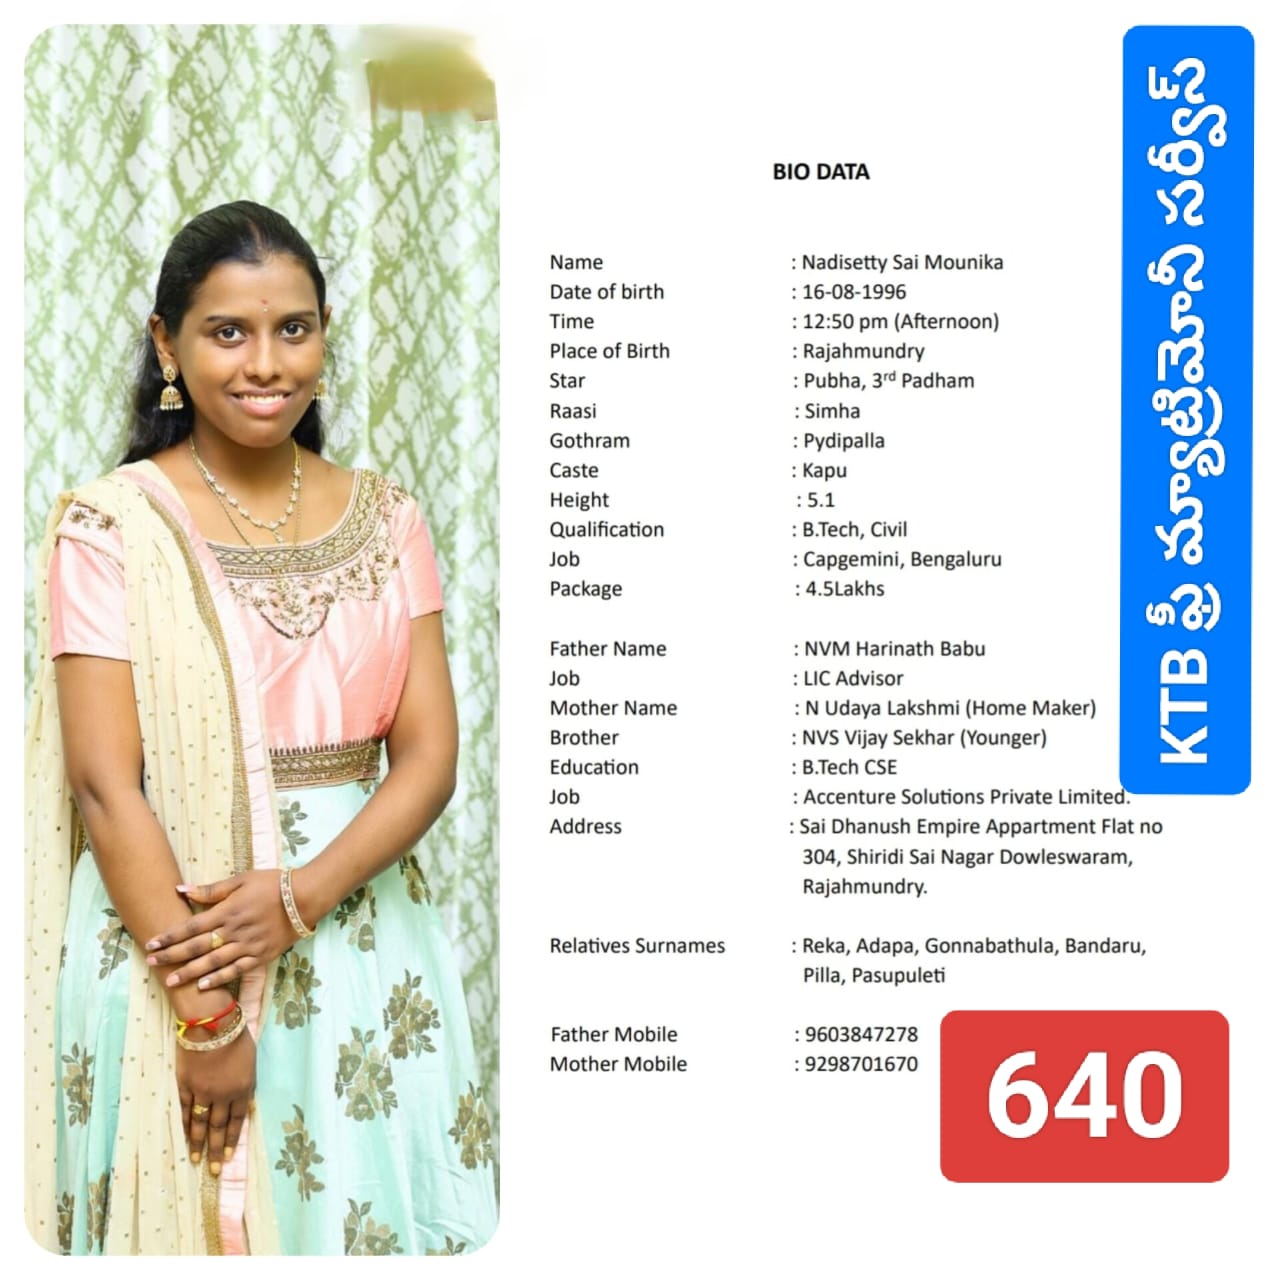 BIO DATA
Name : Nadisetty Sai Mounika
Date of birth : 16-08-1996
Time : 12:50 pm (Afternoon)
Place of Birth : Rajahmundry
Star : Pubha, 3rd Padham
Raasi : Simha
Gothram : Pydipalla
Caste : Kapu
Height : 5.1
Qualification : B.Tech, Civil
Job : Capgemini, Bengaluru
Package : 4.5Lakhs
Father Name : NVM Harinath Babu
Job : LIC Advisor
Mother Name : N Udaya Lakshmi (Home Maker)
Brother : NVS Vijay Sekhar (Younger)
Education : B.Tech CSE
Job : Accenture Solutions Private Limited.
Address : Sai Dhanush Empire Appartment Flat no
304, Shiridi Sai Nagar Dowleswaram,
Rajahmundry.
Relatives Surnames : Reka, Adapa, Gonnabathula, Bandaru,
Pilla, Pasupuleti
Father Mobile : 9603847278
Mother Mobile : 9298701670
KTB ఫ్రీ మ్యాట్రిమోనీ సర్వీస్
640